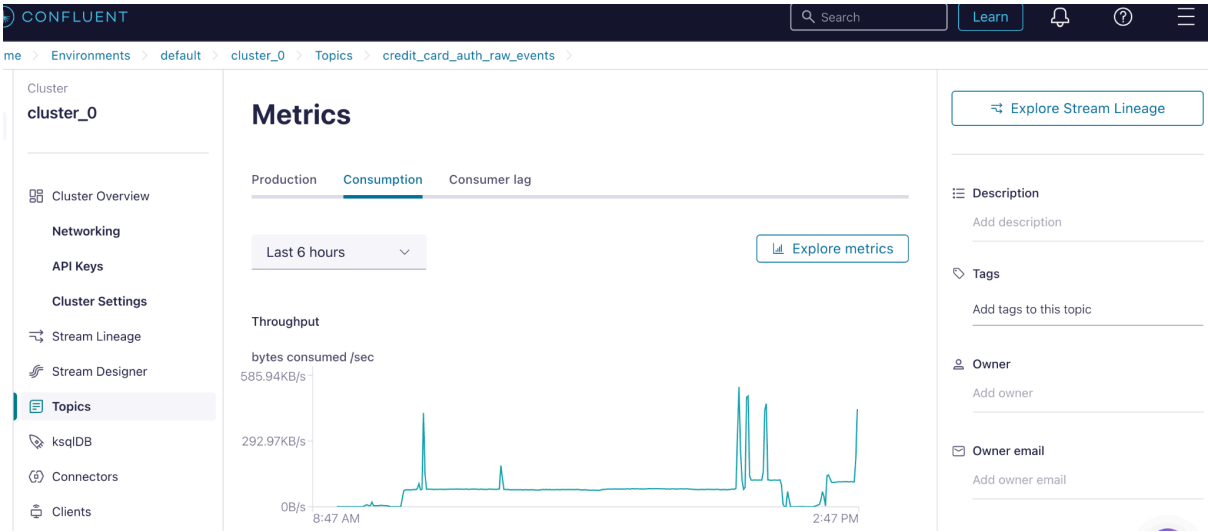 CONFLUENT
Search
Learn
me > Environments > default > cluster_0 > Topics > credit_card_auth_raw_events >
Cluster
cluster_0
Cluster Overview
Networking
API Keys
Cluster Settings
Stream Lineage
Stream Designer
Topics
ksqlDB
Connectors
Clients
Metrics
Production Consumption Consumer lag
Last 6 hours
Explore metrics
Throughput
bytes consumed /sec
585.94KB/s
292.97KB/s
0B/s
8:47 AM 2:47 PM
Explore Stream Lineage
Description
Add description
Tags
Add tags to this topic
Owner
Add owner
Owner email
Add owner email